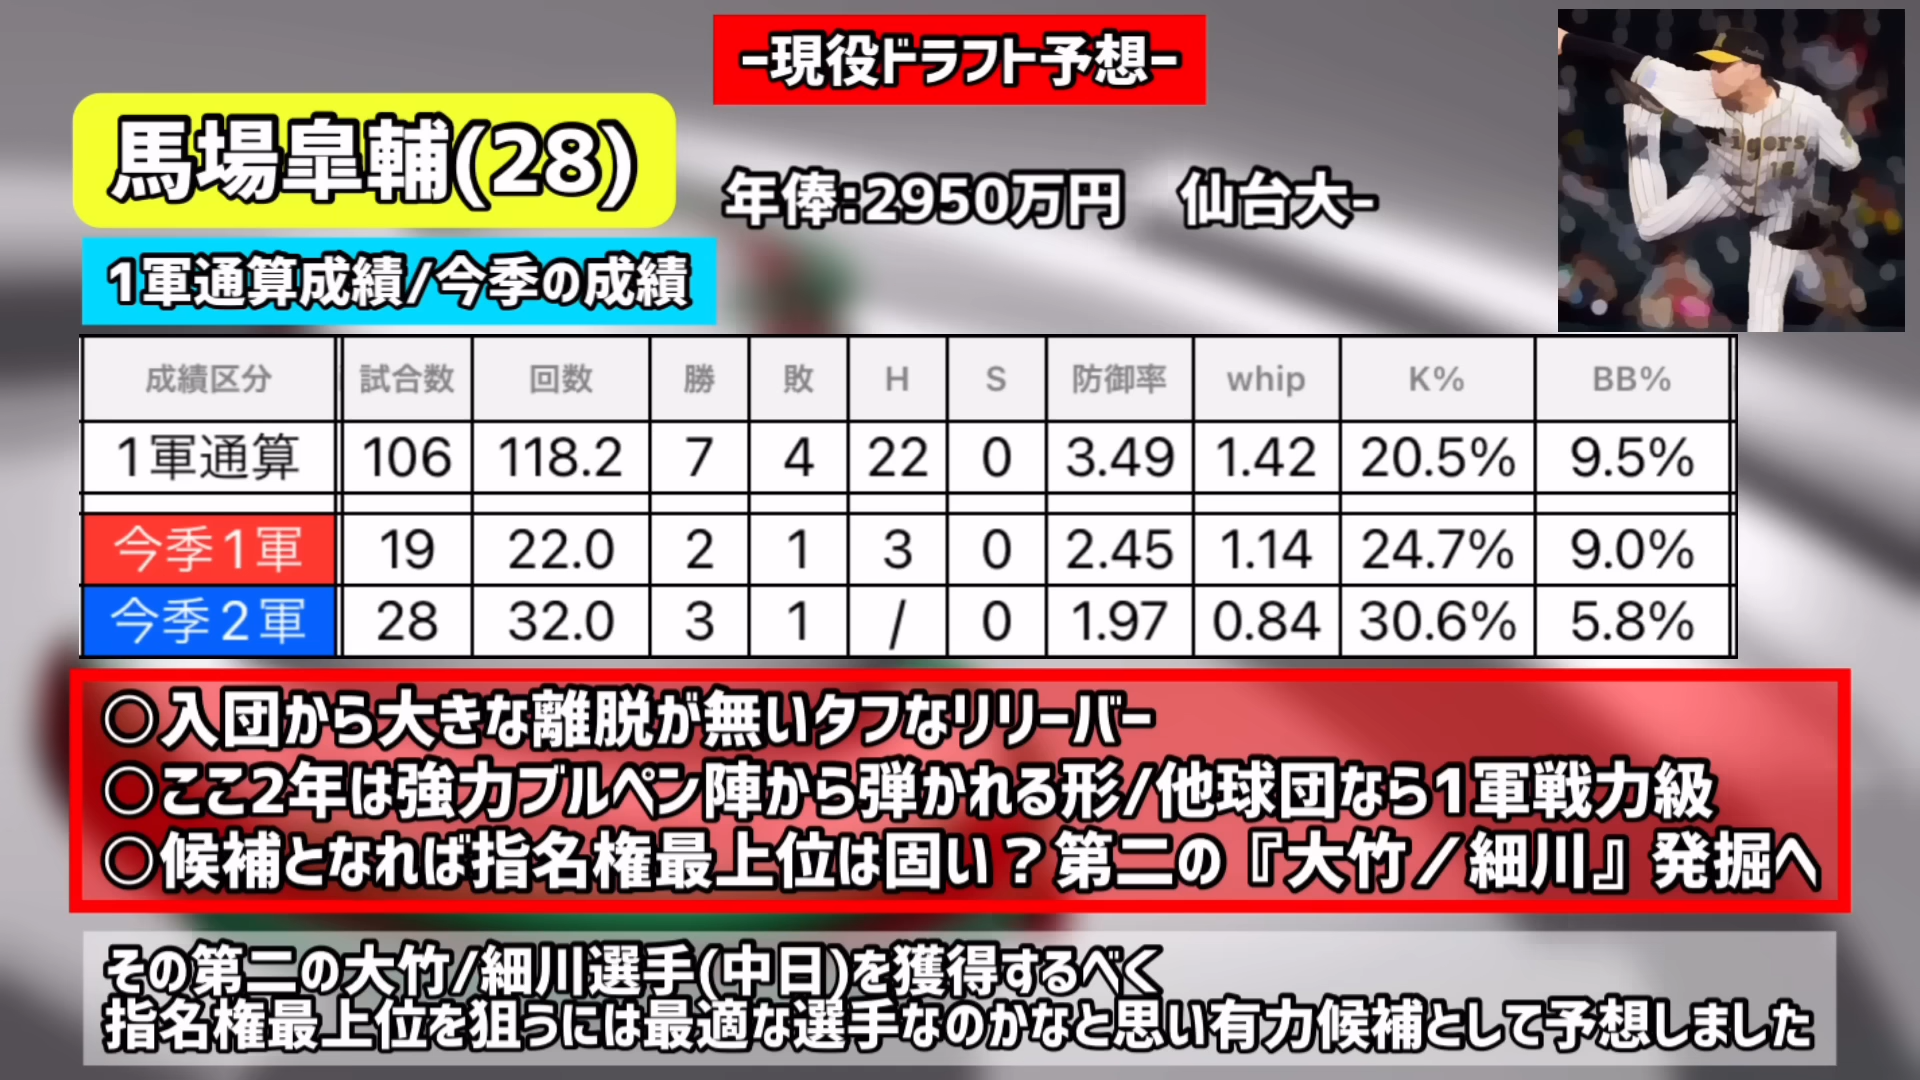 -現役ドラフト予想-
馬場皐輔(28)
年俸:2950万円 仙台大-
1軍通算成績/今季の成績
成績区分 試合数 回数 勝 敗 H S 防御率 whip K% BB%
1軍通算 106 118.2 7 4 22 0 3.49 1.42 20.5% 9.5%
今季1軍 19 22.0 2 1 3 0 2.45 1.14 24.7% 9.0%
今季2軍 28 32.0 3 1 / 0 1.97 0.84 30.6% 5.8%
○入団から大きな離脱が無いタフなリリーバー
○ここ2年は強力ブルペン陣から弾かれる形/他球団なら1軍戦力級
○候補となれば指名権最上位は固い？第二の『大竹／細川』発掘へ
その第二の大竹/細川選手(中日)を獲得するべく
指名権最上位を狙うには最適な選手なのかなと思い有力候補として予想しました